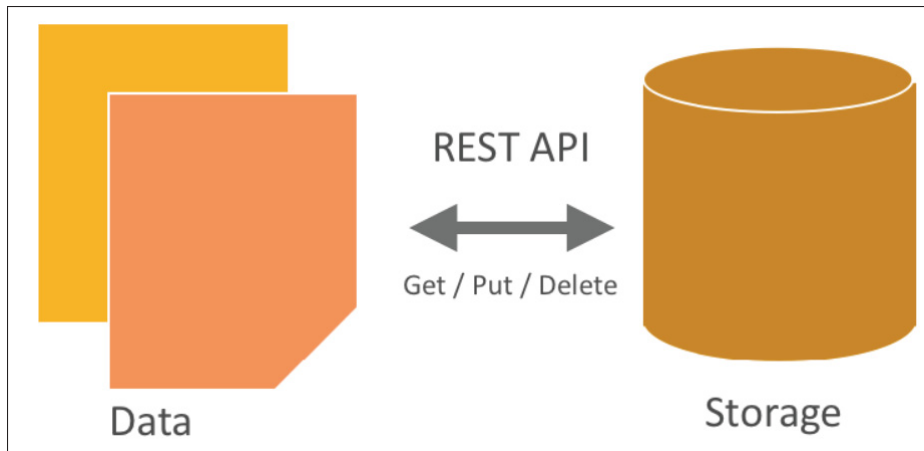 REST API
Get / Put / Delete
Data
Storage